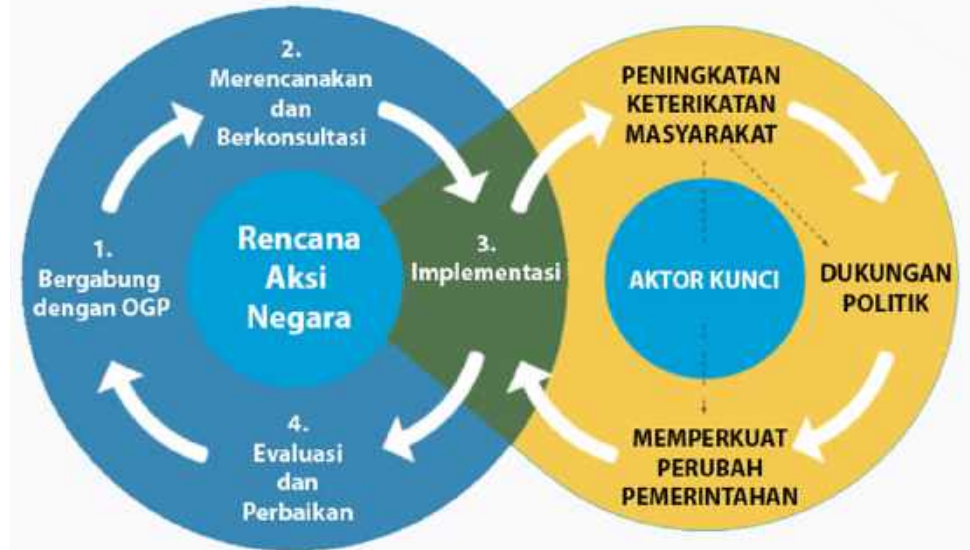 2.
Merencanakan
dan
Berkonsultasi
1.
Bergabung
dengan OGP
Rencana
Aksi
Negara
3.
Implementasi
4.
Evaluasi
dan
Perbaikan
PENINGKATAN
KETERIKATAN
MASYARAKAT
AKTOR KUNCI
DUKUNGAN
POLITIK
MEMPERKUAT
PERUBAH
PEMERINTAHAN